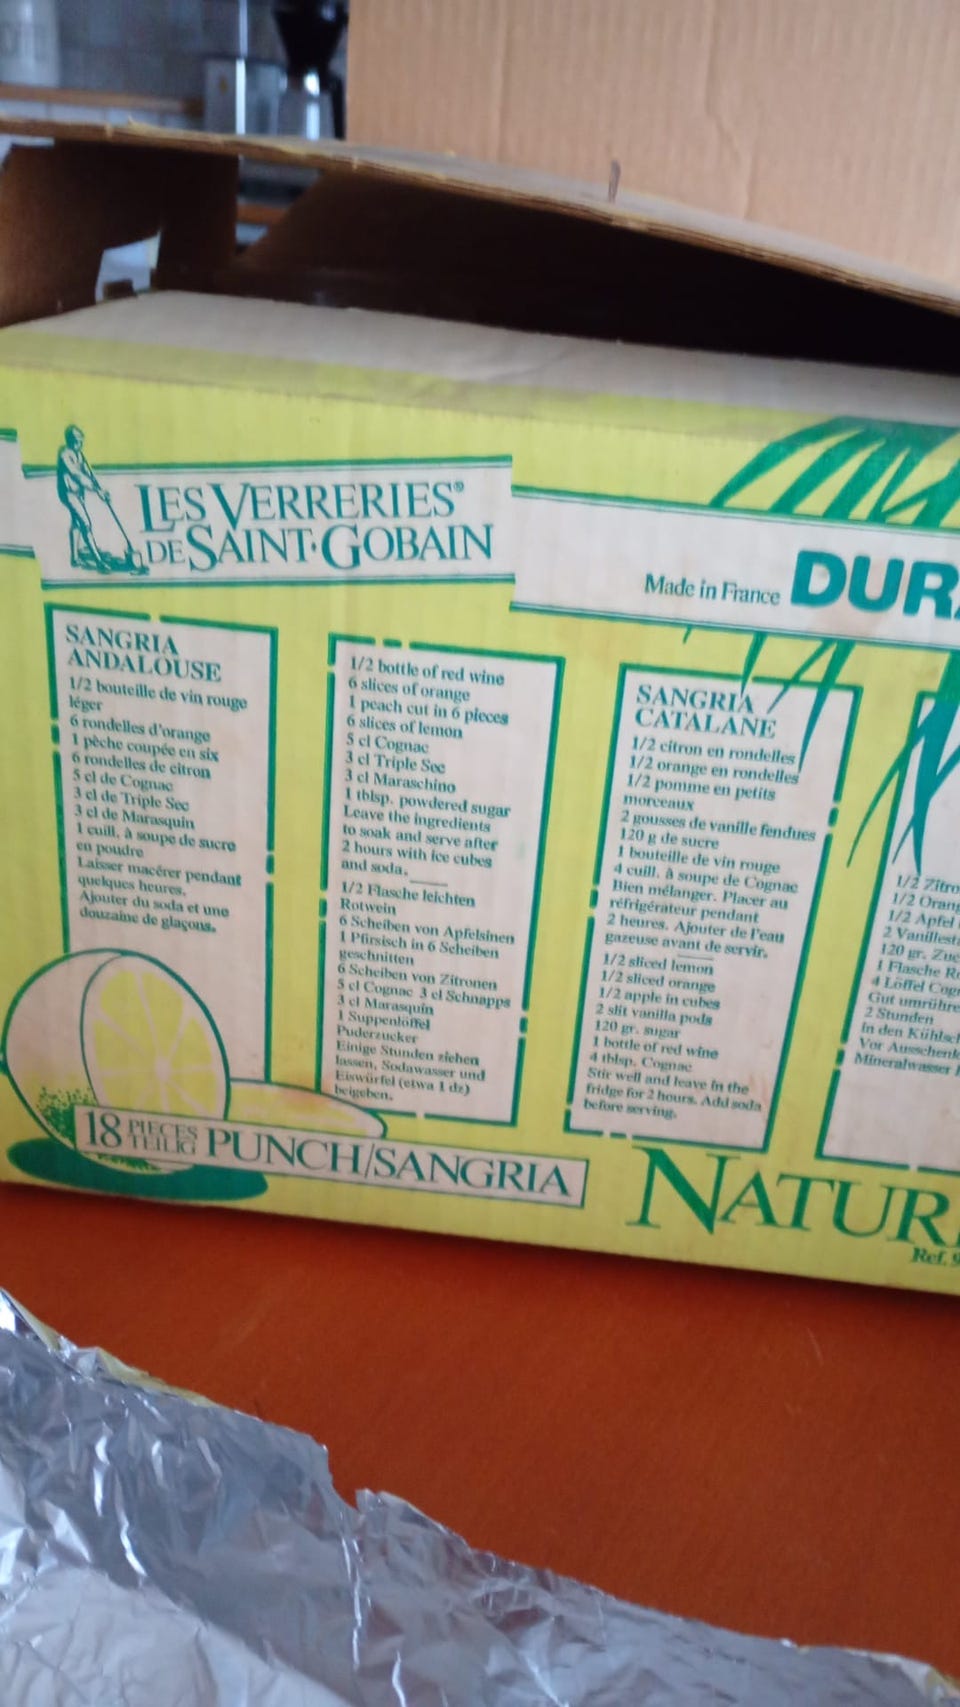 LES VERRERIES®
DE SAINT·GOBAIN
Made in France
SANGRIA
ANDALOUSE
1/2 bouteille de vin rouge
léger
6 rondelles d'orange
1 pèche coupée en six
6 rondelles de citron
5 cl de Cognac
3 cl de Triple Sec
3 cl de Marasquin
1 cuill. à soupe de sucre
en poudre
Laisser macérer pendant
quelques heures.
Ajouter du soda et une
douzaine de glaçons.
1/2 bottle of red wine
6 slices of orange
1 peach cut in 6 pieces
6 slices of lemon
5 cl Cognac
3 cl Triple Sec
3 cl Maraschino
1 tblsp. powdered sugar
Leave the ingredients
to soak and serve after
2 hours with ice cubes
and soda.
1/2 Flasche leichten
Rotwein
6 Scheiben von Apfelsinen
1 Pfirsisch in 6 Scheiben
geschnitten
6 Scheiben von Zitronen
5 cl Cognac 3 cl Schnapps
3 cl Marasquin
1 Suppenlöffel
Puderzucker
Einige Stunden ziehen
lassen, Sodawasser und
Eiswürfel (etwa 1 dz)
beigeben.
SANGRIA
CATALANE
1/2 citron en rondelles
1/2 orange en rondelles
1/2 pomme en petits
morceaux
2 gousses de vanille fendues
120 g de sucre
1 bouteille de vin rouge
4 cuill. à soupe de Cognac
Bien mélanger. Placer au
réfrigérateur pendant
2 heures. Ajouter de l'eau
gazeuse avant de servir.
1/2 sliced lemon
1/2 sliced orange
1/2 apple in cubes
2 slit vanilla pods
120 gr. sugar
1 bottle of red wine
4 tblsp. Cognac
Stir well and leave in the
fridge for 2 hours. Add soda
before serving.
1/2
1/2
1/2 Apfel
2
120 gr.
1 Flasche
4 Löffel
Gut
2 Stunden
in den
Vor
Mineralwasser
18 PIECES
TEILIG
PUNCH/SANGRIA
Ref.